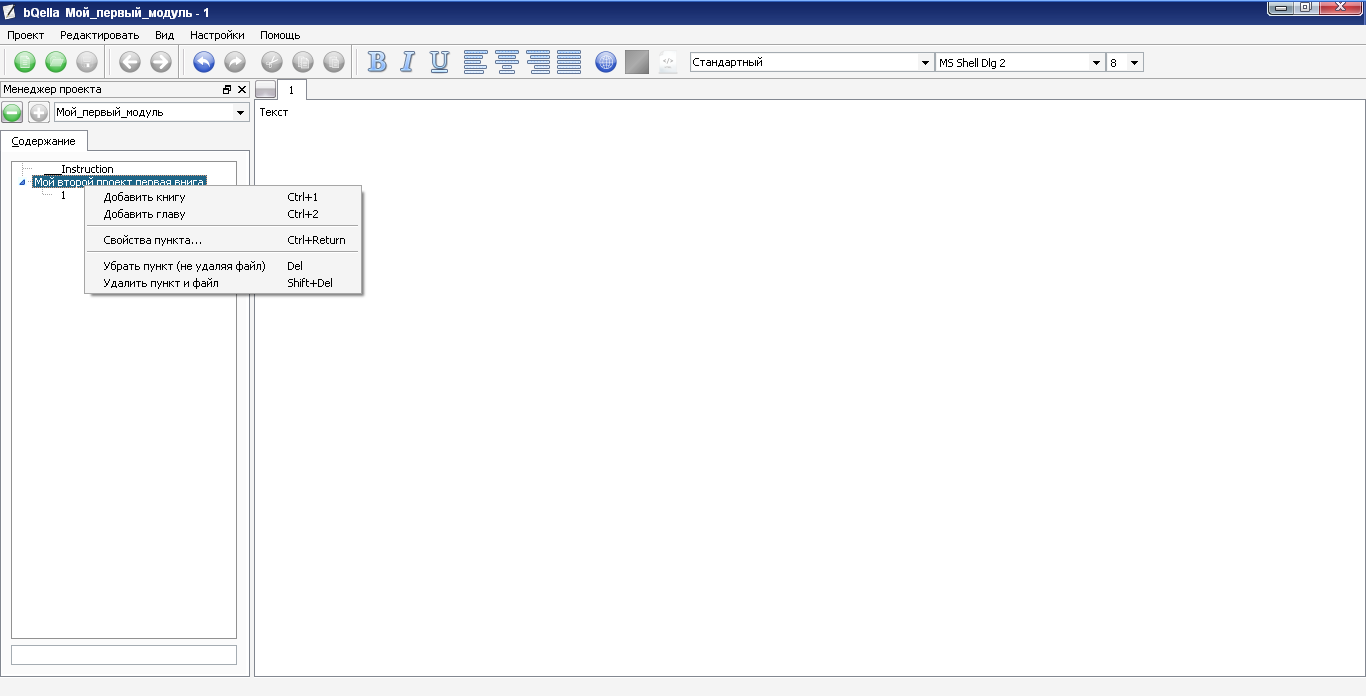 bQella Мой_первый_модуль - 1
Проект Редактировать Вид Настройки Помощь
B I U Стандартный MS Shell Dlg 2 8
Менеджер проекта
1
Мой_первый_модуль
Текст
Содержание
___Instruction
Мой второй проект первая внига
1
Добавить книгу Ctrl+1
Добавить главу Ctrl+2
Свойства пункта... Ctrl+Return
Убрать пункт (не удаляя файл) Del
Удалить пункт и файл Shift+Del